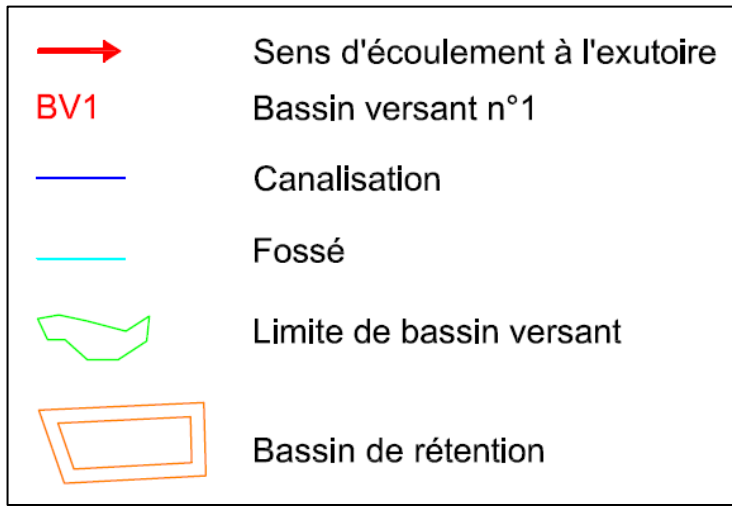 Sens d'écoulement à l'exutoire
BV1 Bassin versant n°1
Canalisation
Fossé
Limite de bassin versant
Bassin de rétention